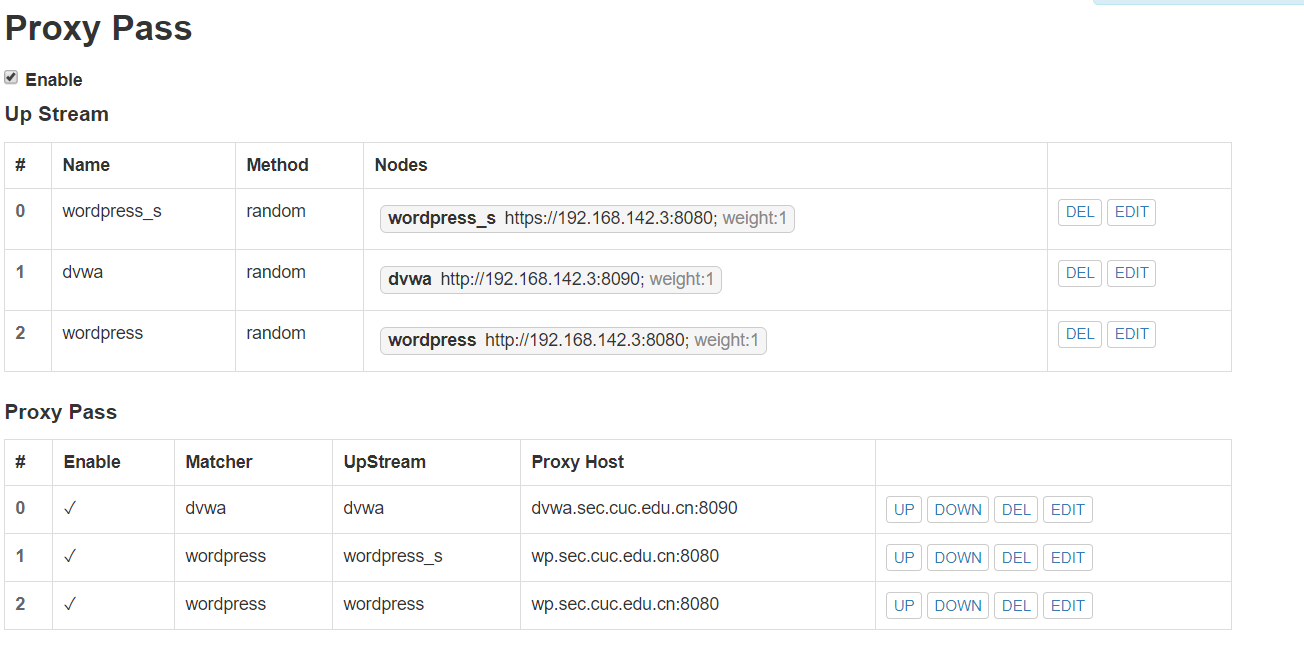 Proxy Pass
Enable
Up Stream
# Name Method Nodes
0 wordpress_s random wordpress_s https://192.168.142.3:8080; weight:1 DEL EDIT
1 dvwa random dvwa http://192.168.142.3:8090; weight:1 DEL EDIT
2 wordpress random wordpress http://192.168.142.3:8080; weight:1 DEL EDIT
Proxy Pass
# Enable Matcher UpStream Proxy Host
0 ✓ dvwa dvwa dvwa.sec.cuc.edu.cn:8090 UP DOWN DEL EDIT
1 ✓ wordpress wordpress_s wp.sec.cuc.edu.cn:8080 UP DOWN DEL EDIT
2 ✓ wordpress wordpress wp.sec.cuc.edu.cn:8080 UP DOWN DEL EDIT